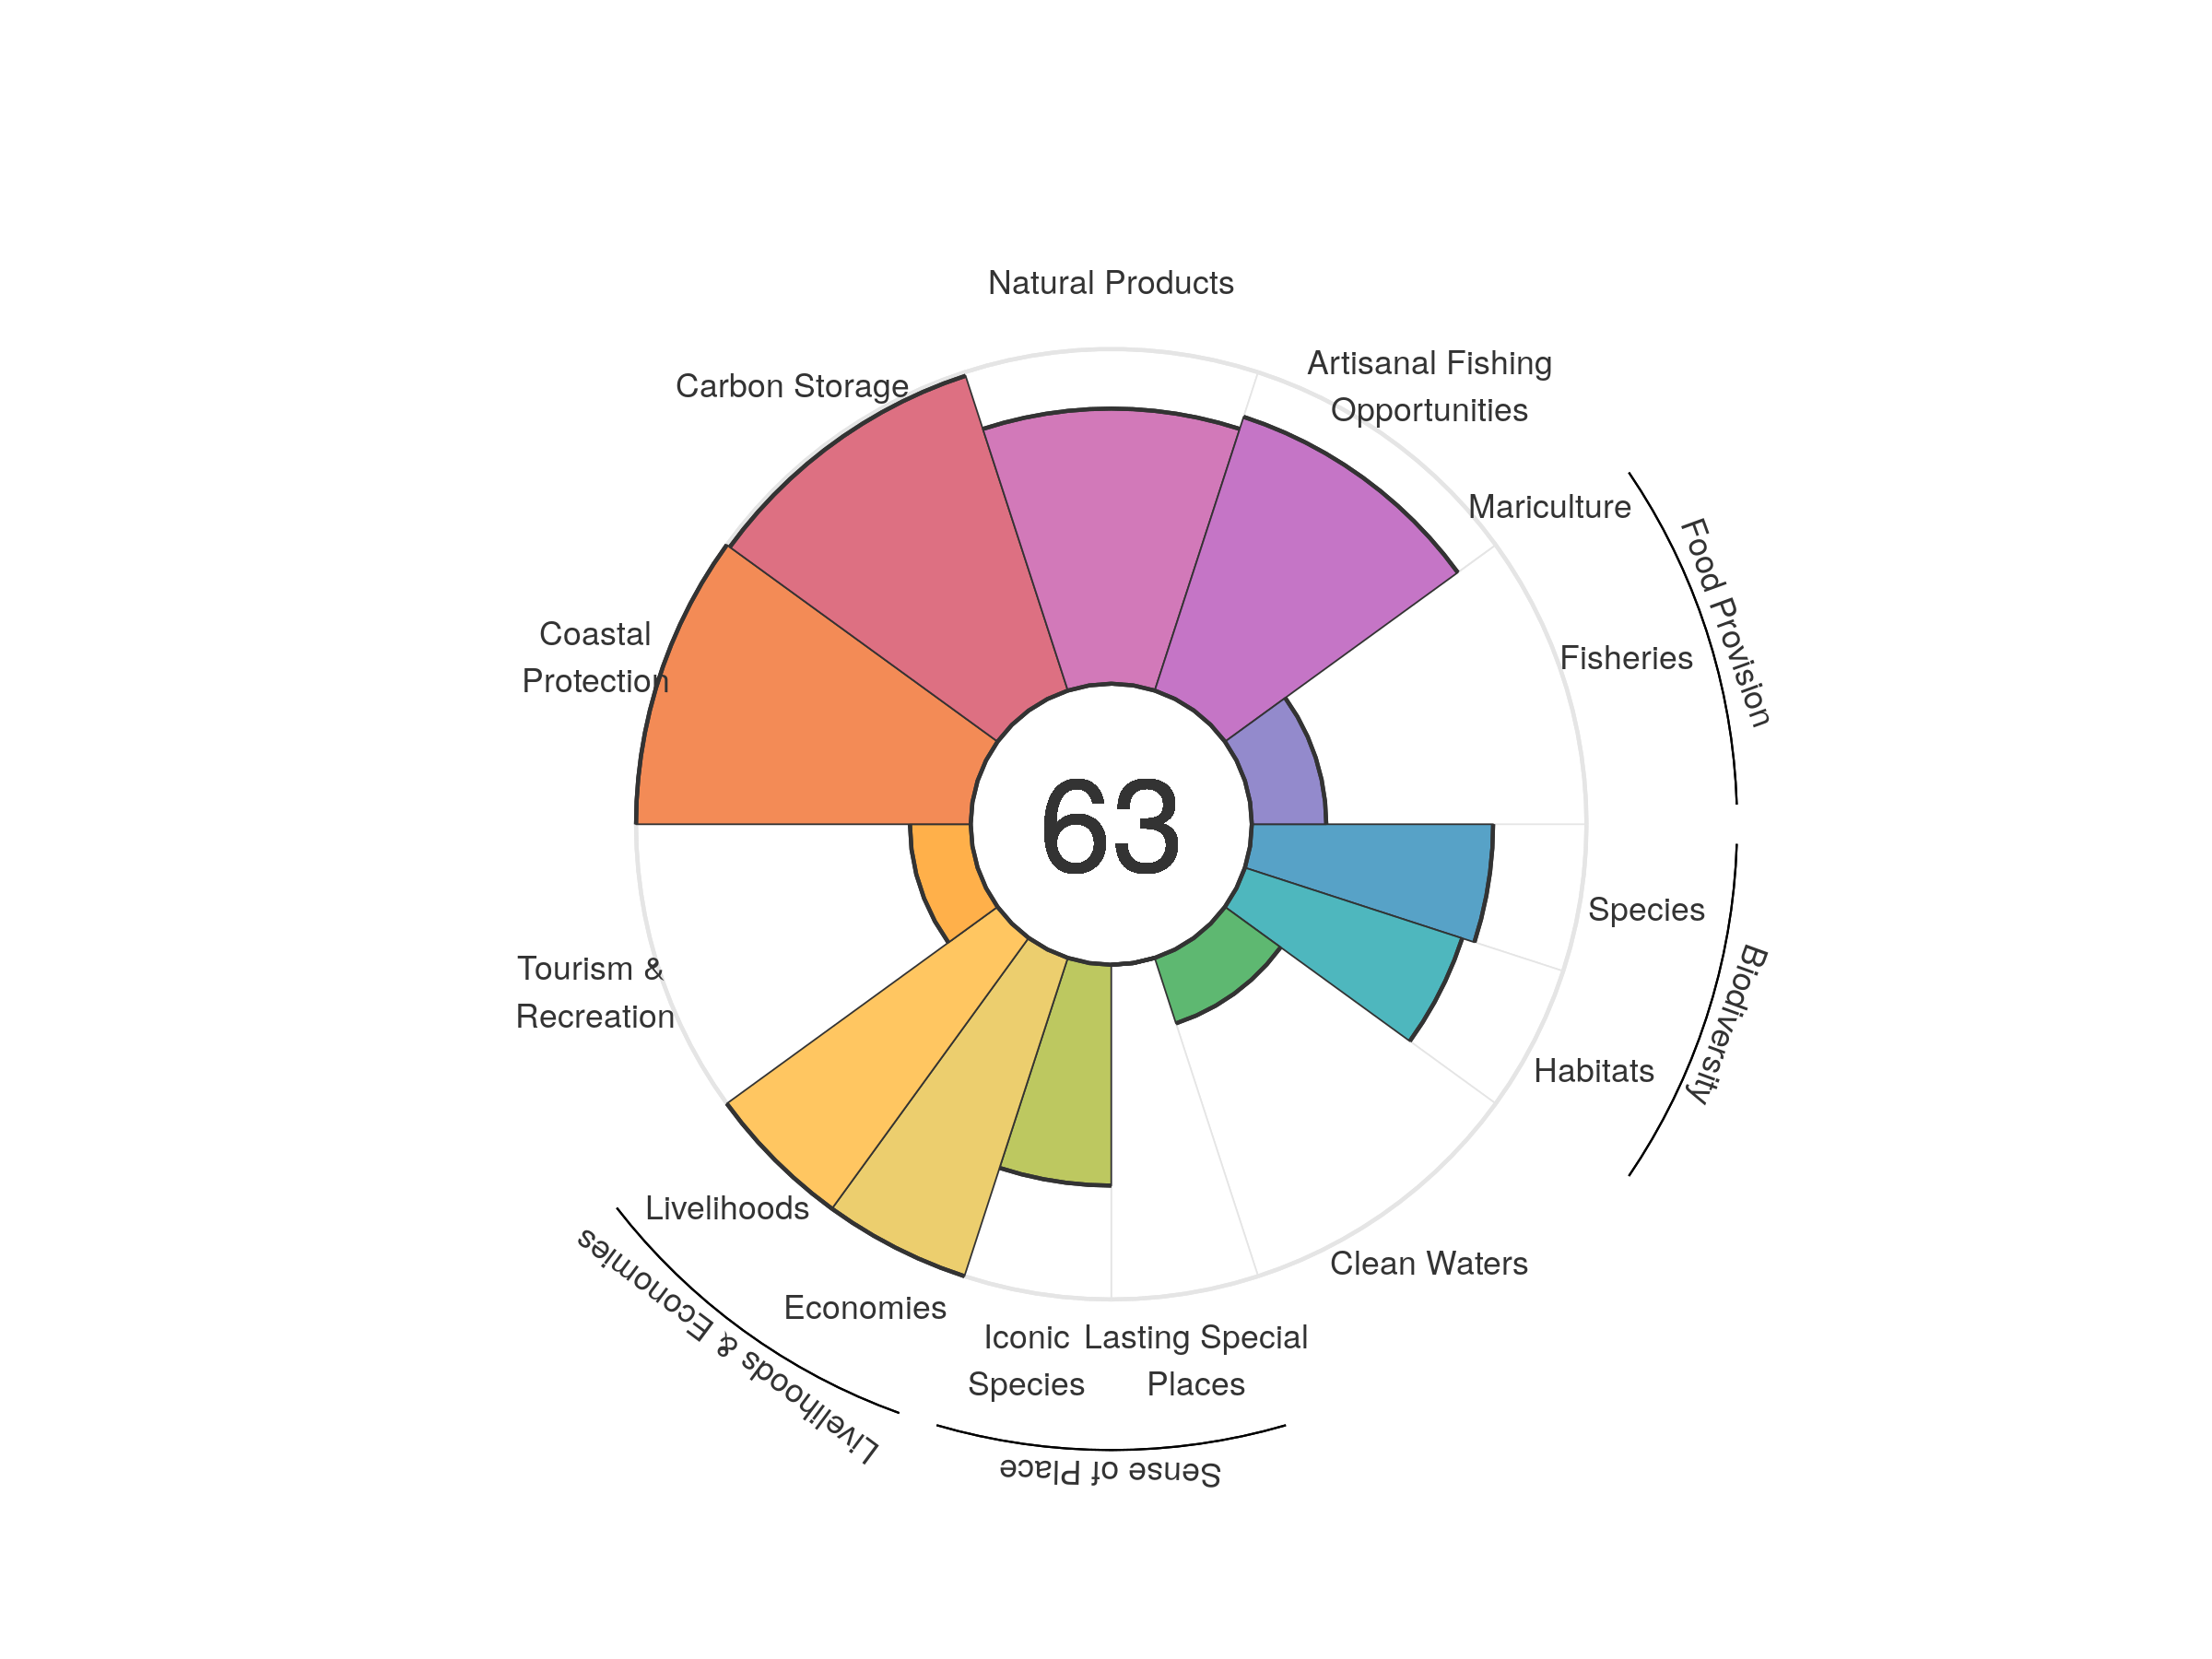 Natural Products
Artisanal Fishing
Opportunities
Carbon Storage
Mariculture
Food Provision
Coastal
Protection
Fisheries
63
Species
Biodiversity
Tourism &
Recreation
Habitats
Livelihoods
Clean Waters
Livelihoods & Economies
Economies
Iconic
Species
Lasting Special
Places
Sense of Place